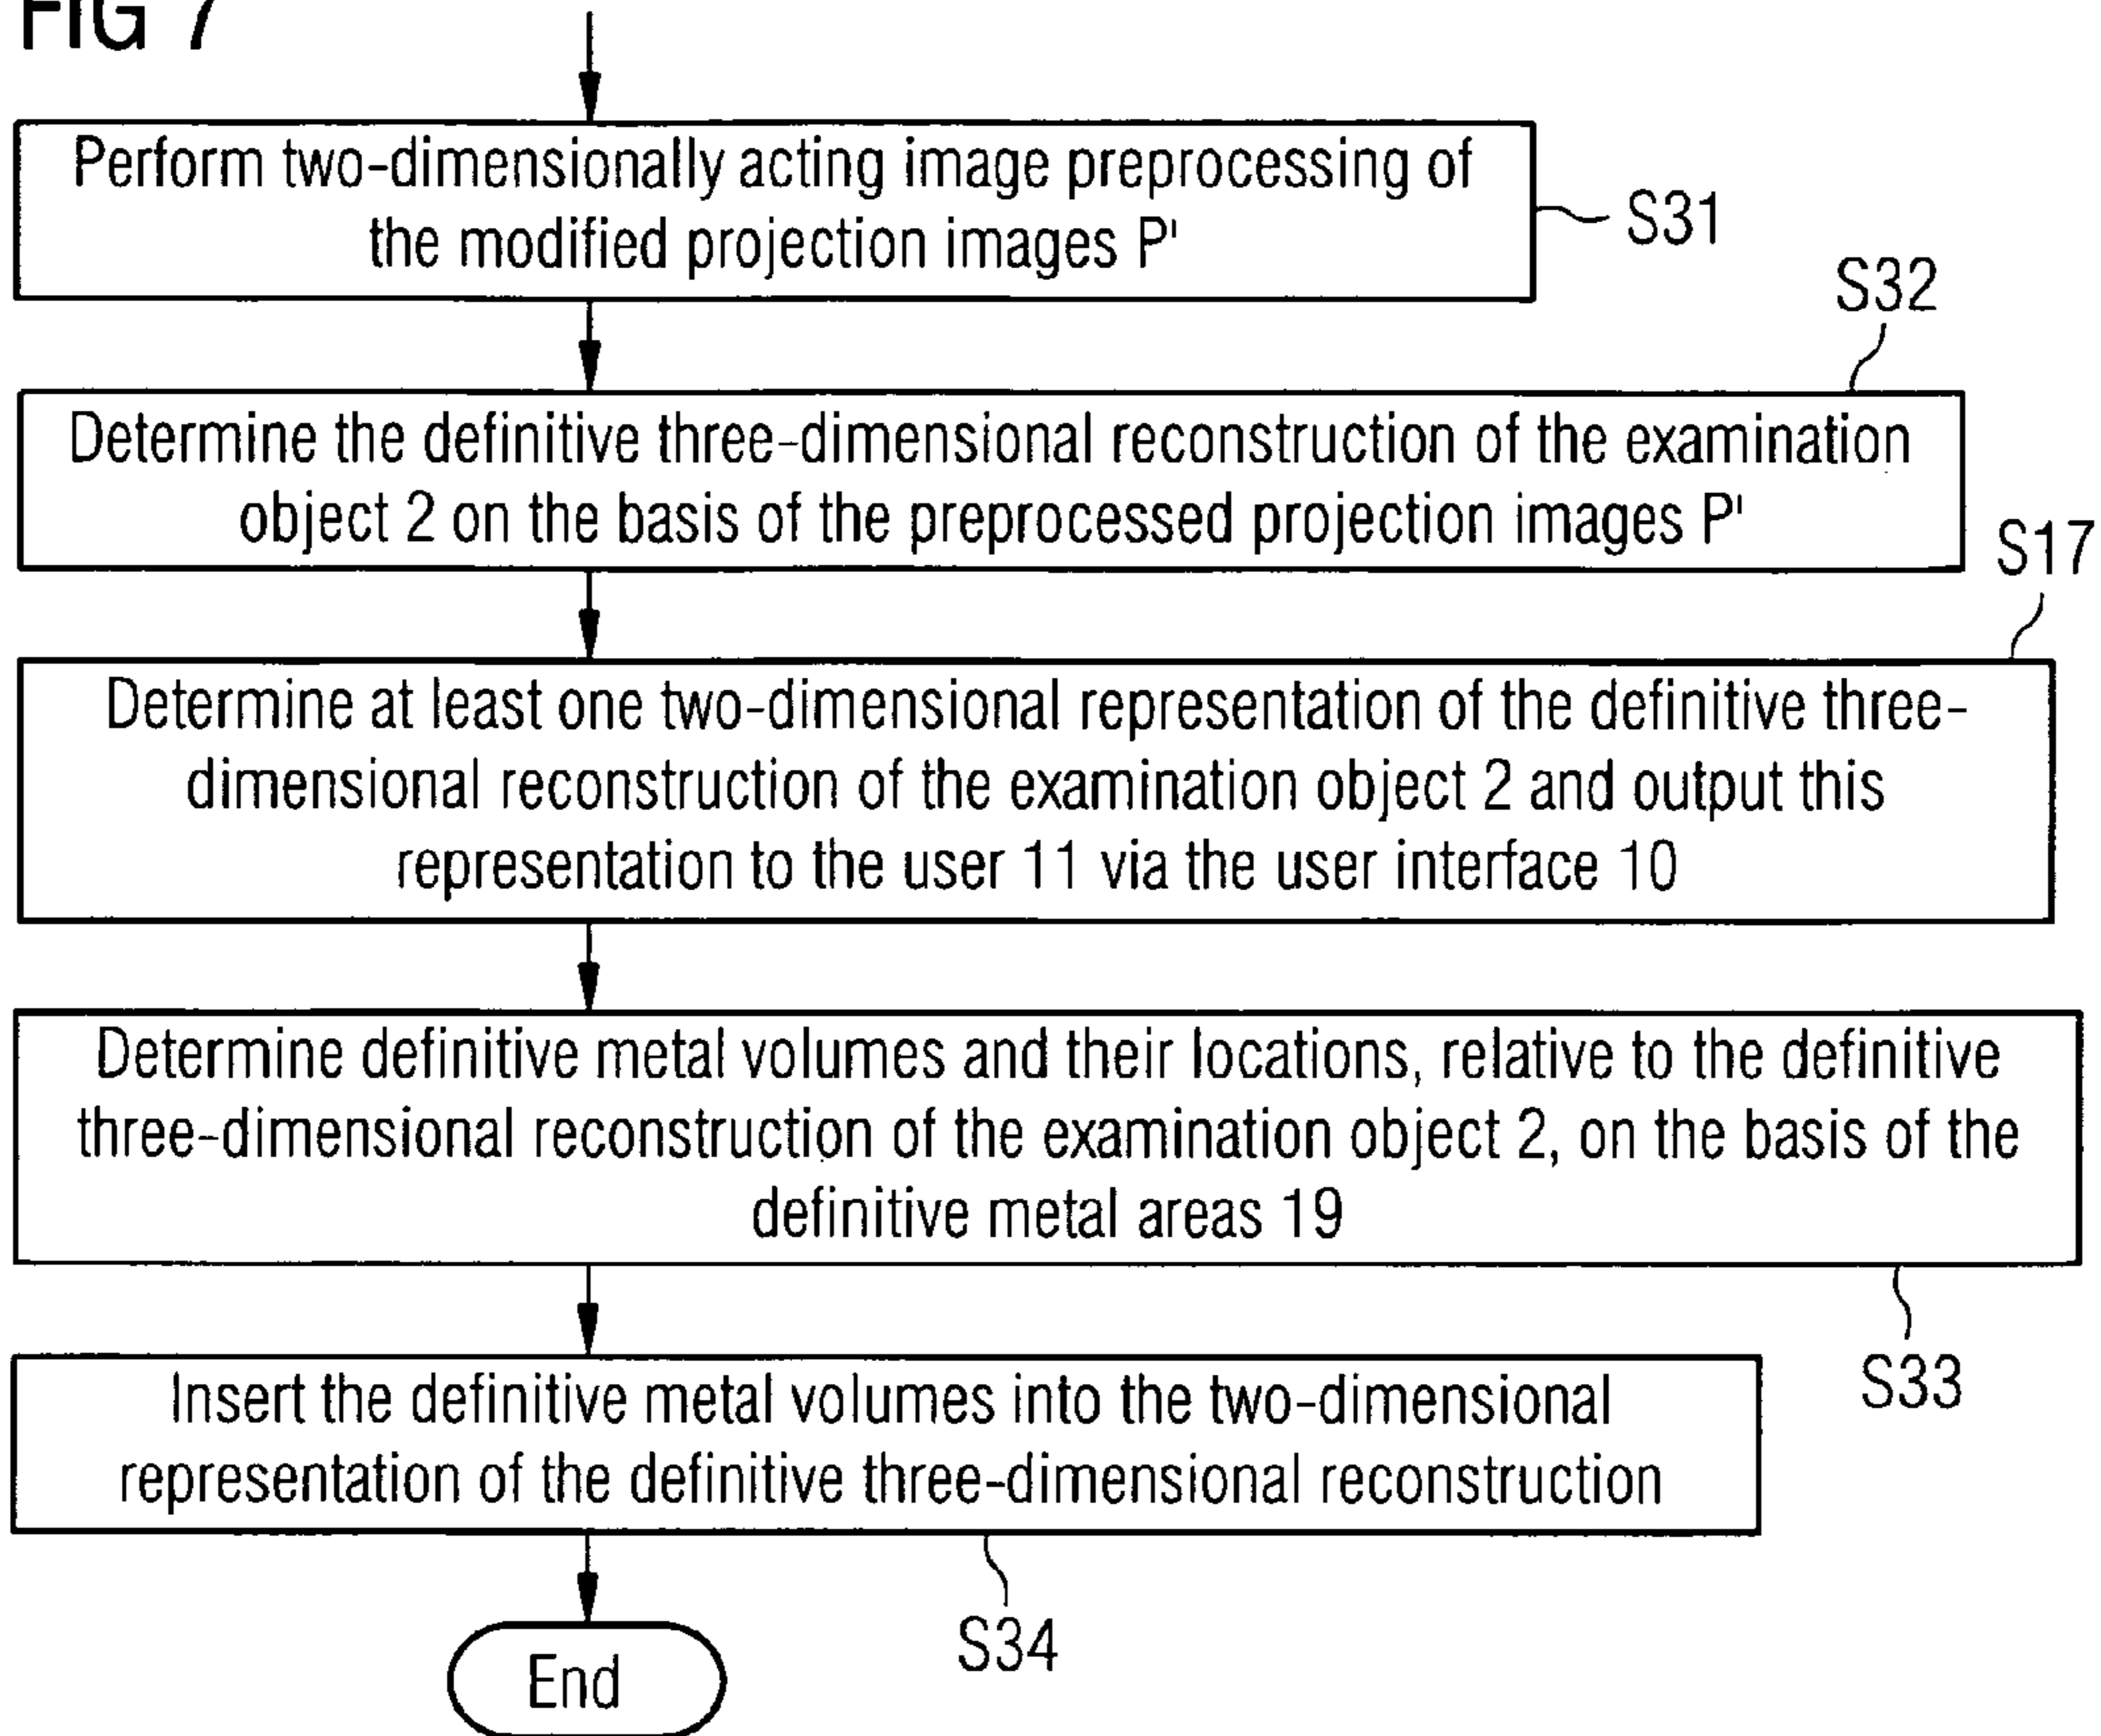 FIG 7
Perform two-dimensionally acting image preprocessing of
the modified projection images P'
S31
S32
Determine the definitive three-dimensional reconstruction of the examination
object 2 on the basis of the preprocessed projection images P'
S17
Determine at least one two-dimensional representation of the definitive three-
dimensional reconstruction of the examination object 2 and output this
representation to the user 11 via the user interface 10
Determine definitive metal volumes and their locations, relative to the definitive
three-dimensional reconstruction of the examination object 2, on the basis of the
definitive metal areas 19
S33
Insert the definitive metal volumes into the two-dimensional
representation of the definitive three-dimensional reconstruction
S34
End